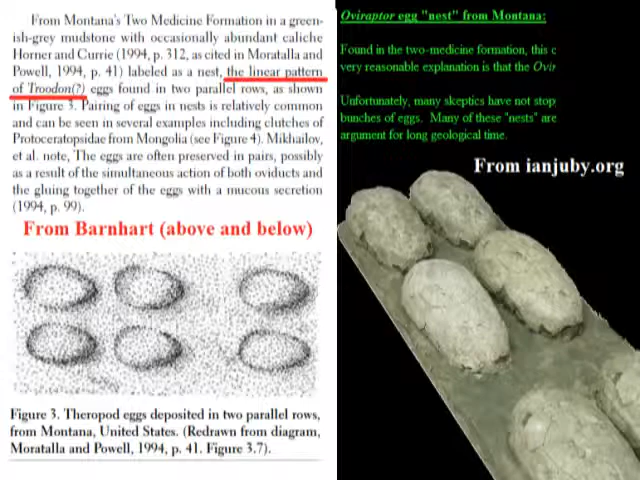 From Montana's Two Medicine Formation in a green-
ish-grey mudstone with occasionally abundant caliche
Horner and Currie (1994, p. 312, as cited in Moratalla and
Powell, 1994, p. 41) labeled as a nest, the linear pattern
of Troodon(?) eggs found in two parallel rows, as shown
in Figure 3. Pairing of eggs in nests is relatively common
and can be seen in several examples including clutches of
Protoceratopsidae from Mongolia (see Figure 4). Mikhailov,
et al. note, The eggs are often preserved in pairs, possibly
as a result of the simultaneous action of both oviducts and
the gluing together of the eggs with a mucous secretion
(1994, p. 99).
From Barnhart (above and below)
Figure 3. Theropod eggs deposited in two parallel rows,
from Montana, United States. (Redrawn from diagram,
Moratalla and Powell, 1994, p. 41. Figure 3.7).
Oviraptor egg "nest" from Montana:
Found in the two-medicine formation, this c
very reasonable explanation is that the Ovir
Unfortunately, many skeptics have not stop
bunches of eggs. Many of these "nests" are
argument for long geological time.
From ianjuby.org